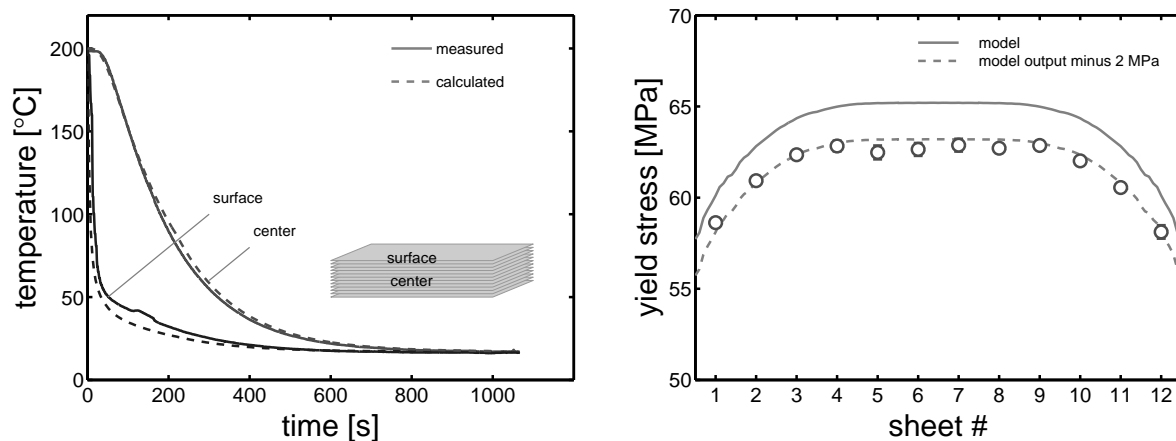 200
150
100
50
0
temperature [°C]
0
200
400
600
800
1000
time [s]
measured
calculated
surface
center
surface
center
70
65
60
55
50
yield stress [MPa]
1
2
3
4
5
6
7
8
9
10
11
12
sheet #
model
model output minus 2 MPa